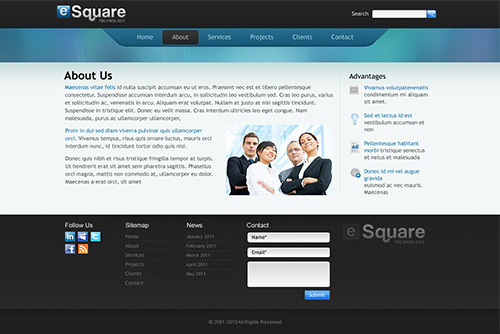 e Square
TECHNOLOGY
Search
Home About Services Projects Clients Contact
About Us
Maecenas vitae felis id nulla suscipit accumsan eu ut eros. Praesent nec est et libero pellentesque
consectetur. Suspendisse accumsan interdum arcu, in sollicitudin leo vestibulum sed. Cras leo purus, varius
et sollicitudin ac, venenatis in arcu. Aliquam erat volutpat. Nullam at justo at nisi sagittis tincidunt.
Suspendisse in tristique elit. Donec eu velit massa. Cras interdum ultricies leo eget congue. Nam
malesuada, purus ac ullamcorper ullamcorper,
Proin in dui sed diam viverra pulvinar quis ullamcorper
orci. Vivamus tempus, risus quis ornare luctus, mauris orci
interdum nunc, id tincidunt tortor odio quis nisi.
Donec quis nibh et risus tristique fringilla tempor at turpis.
Ut hendrerit erat sit amet sem pharetra sagittis. Phasellus
orci magna, mattis non commodo at, ullamcorper eu dolor.
Maecenas a erat orci, sit amet
Advantages
Vivamus volutpatenenatis
condimentum mi aliquam
sit amet.
Sed et lectus id est
vestibulum accumsan et
non
Pellentesque habitant
morbi tristique senectus
et netus et malesuada
Donec id mi vel augue
gravida
euismod ac nec mauris.
Maecenas
Follow Us
Sitemap
Home
About
Services
Projects
Clients
Contact
News
January 2011
February 2011
March 2011
April 2011
May 2011
Contact
Name*
Email*
Submit
e Square
TECHNOLOGY
© 2001-2010 All Rights Reserved